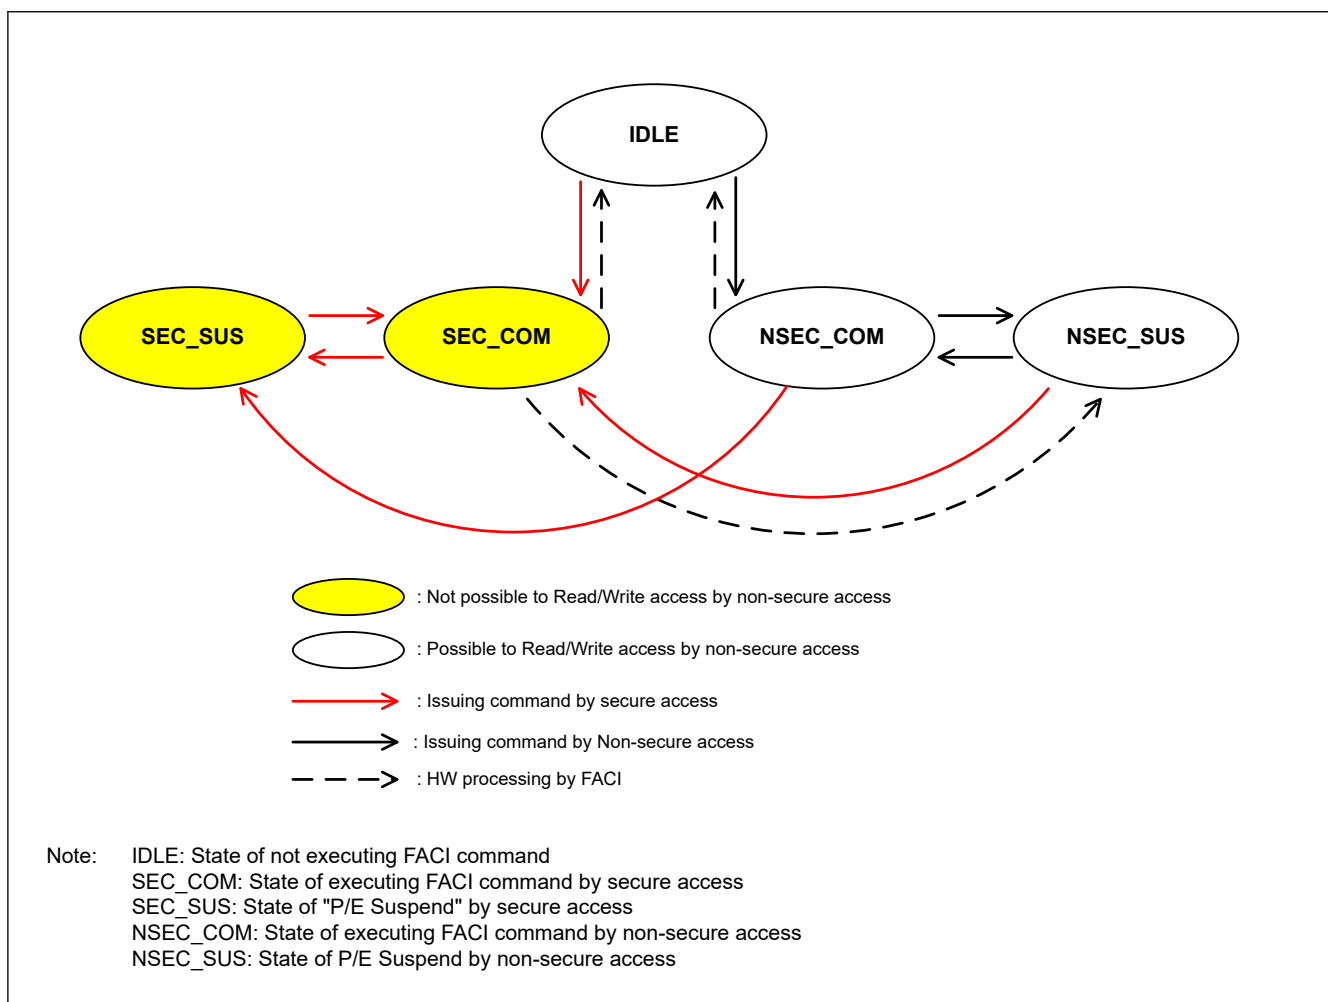 IDLE
SEC_SUS
SEC_COM
NSEC_COM
NSEC_SUS
: Not possible to Read/Write access by non-secure access
: Possible to Read/Write access by non-secure access
: Issuing command by secure access
: Issuing command by Non-secure access
: HW processing by FACI
Note: IDLE: State of not executing FACI command
SEC_COM: State of executing FACI command by secure access
SEC_SUS: State of "P/E Suspend" by secure access
NSEC_COM: State of executing FACI command by non-secure access
NSEC_SUS: State of P/E Suspend by non-secure access